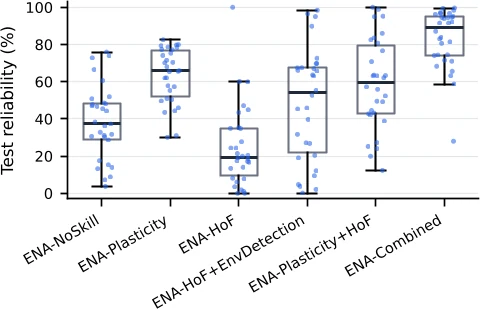 Test reliability (%)
100
80
60
40
20
0
ENA-NoSkill
ENA-Plasticity
ENA-HoF
ENA-HoF+EnvDetection
ENA-Plasticity+HoF
ENA-Combined